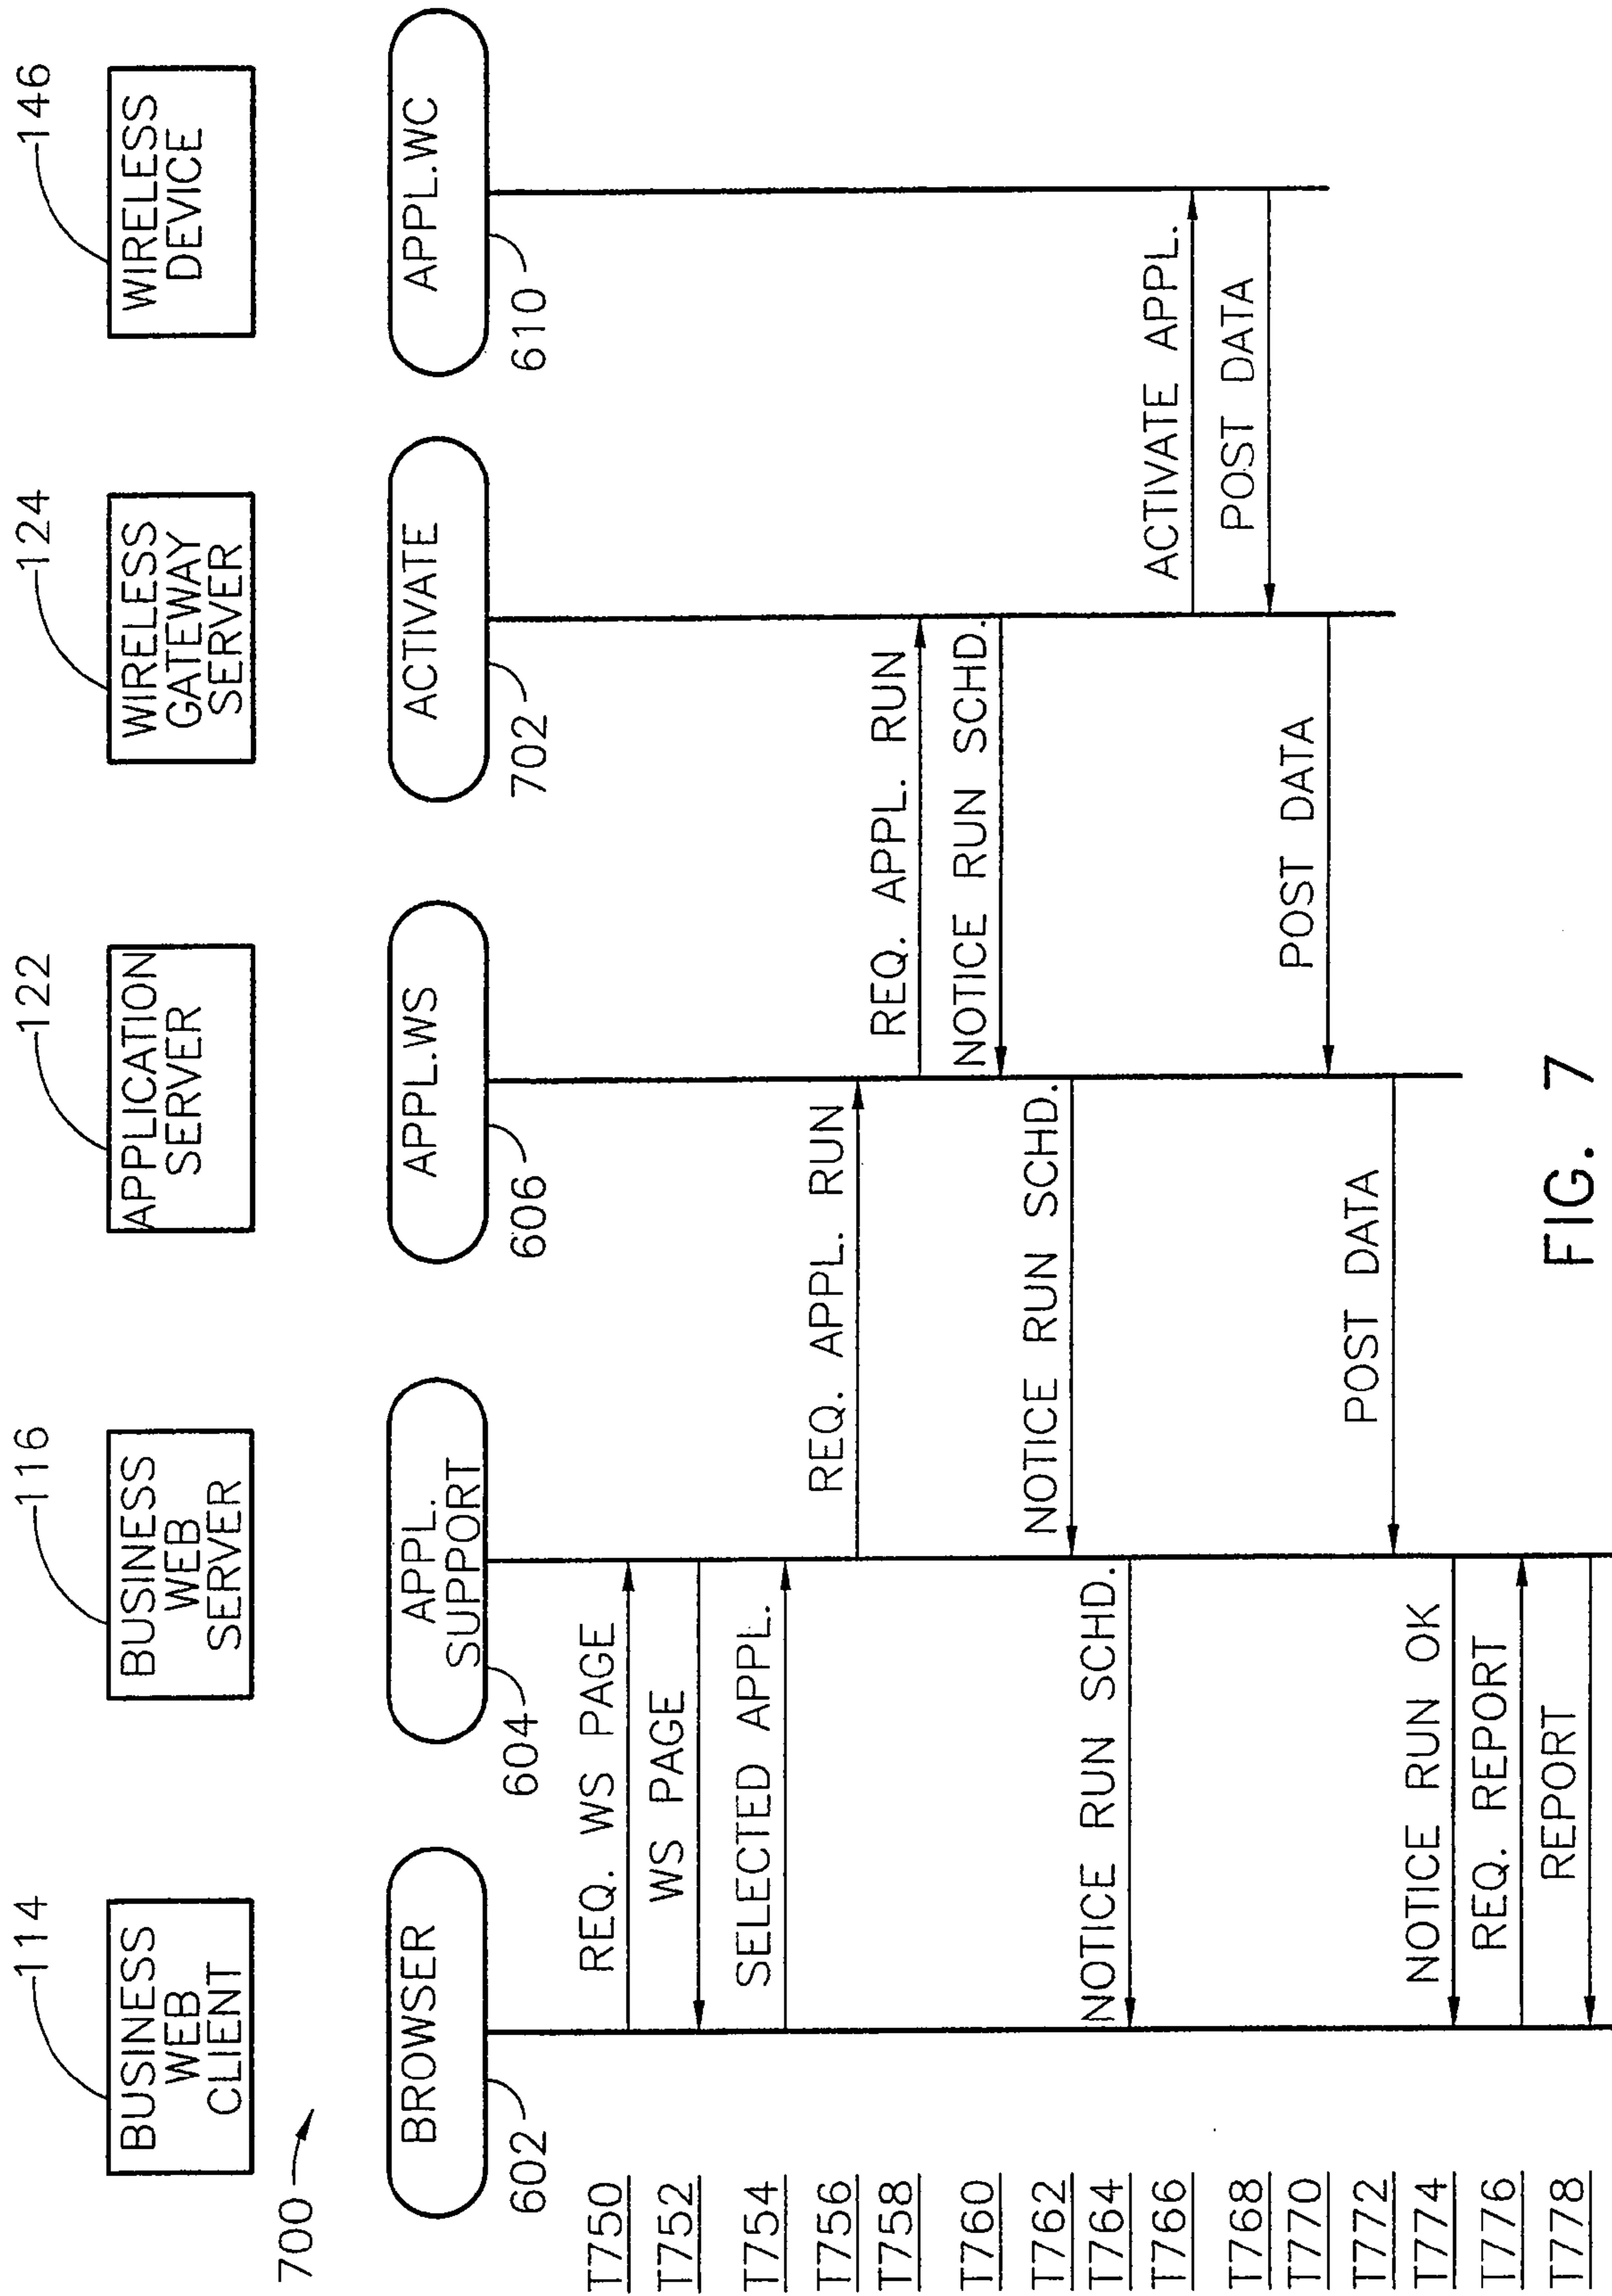 114
116
122
124
146
BUSINESS
WEB
CLIENT
BUSINESS
WEB
SERVER
APPLICATION
SERVER
WIRELESS
GATEWAY
SERVER
WIRELESS
DEVICE
700
BROWSER
APPL.
SUPPORT
APPL.WS
ACTIVATE
APPL.WC
602
604
606
702
610
T750
REQ. WS PAGE
T752
WS PAGE
T754
SELECTED APPL.
T756
REQ. APPL. RUN
T758
REQ. APPL. RUN
T760
NOTICE RUN SCHD.
T762
NOTICE RUN SCHD.
T764
NOTICE RUN SCHD.
T766
ACTIVATE APPL.
T768
POST DATA
T770
POST DATA
T772
POST DATA
T774
NOTICE RUN OK
T776
REQ. REPORT
T778
REPORT
FIG. 7